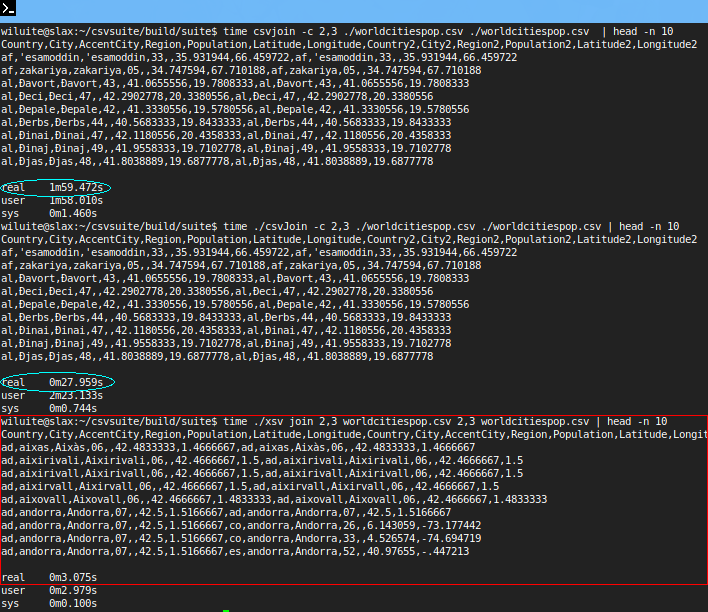 wiluite@slax:~/csvsuite/build/suite$ time csvjoin -c 2,3 ./worldcitiespop.csv ./worldcitiespop.csv  | head -n 10
Country,City,AccentCity,Region,Population,Latitude,Longitude,Country2,City2,Region2,Population2,Latitude2,Longitude2
af,'esamoddin,'esamoddin,33,,35.931944,66.459722,af,'esamoddin,33,,35.931944,66.459722
af,zakariya,zakariya,05,,34.747594,67.710188,af,zakariya,05,,34.747594,67.710188
al,Đavort,Đavort,43,,41.0655556,19.7808333,al,Đavort,43,,41.0655556,19.7808333
al,Đeci,Đeci,47,,42.2902778,20.3380556,al,Đeci,47,,42.2902778,20.3380556
al,Đepale,Đepale,42,,41.3330556,19.5780556,al,Đepale,42,,41.3330556,19.5780556
al,Đerbs,Đerbs,44,,40.5683333,19.8433333,al,Đerbs,44,,40.5683333,19.8433333
al,Đinai,Đinai,47,,42.1180556,20.4358333,al,Đinai,47,,42.1180556,20.4358333
al,Đinaj,Đinaj,49,,41.9558333,19.7102778,al,Đinaj,49,,41.9558333,19.7102778
al,Djas,Djas,48,,41.8038889,19.6877778,al,Djas,48,,41.8038889,19.6877778
real 1m59.472s
user 1m58.010s
sys 0m1.460s
wiluite@slax:~/csvsuite/build/suite$ time ./csvJoin -c 2,3 ./worldcitiespop.csv ./worldcitiespop.csv | head -n 10
Country,City,AccentCity,Region,Population,Latitude,Longitude,Country2,City2,Region2,Population2,Latitude2,Longitude2
af,'esamoddin,'esamoddin,33,,35.931944,66.459722,af,'esamoddin,33,,35.931944,66.459722
af,zakariya,zakariya,05,,34.747594,67.710188,af,zakariya,05,,34.747594,67.710188
al,Đavort,Đavort,43,,41.0655556,19.7808333,al,Đavort,43,,41.0655556,19.7808333
al,Đeci,Đeci,47,,42.2902778,20.3380556,al,Đeci,47,,42.2902778,20.3380556
al,Đepale,Đepale,42,,41.3330556,19.5780556,al,Đepale,42,,41.3330556,19.5780556
al,Đerbs,Đerbs,44,,40.5683333,19.8433333,al,Đerbs,44,,40.5683333,19.8433333
al,Đinai,Đinai,47,,42.1180556,20.4358333,al,Đinai,47,,42.1180556,20.4358333
al,Đinaj,Đinaj,49,,41.9558333,19.7102778,al,Đinaj,49,,41.9558333,19.7102778
al,Djas,Djas,48,,41.8038889,19.6877778,al,Djas,48,,41.8038889,19.6877778
real 0m27.959s
user 2m23.133s
sys 0m0.744s
wiluite@slax:~/csvsuite/build/suite$ time ./xsv join 2,3 worldcitiespop.csv 2,3 worldcitiespop.csv | head -n 10
Country,City,AccentCity,Region,Population,Latitude,Longitude,Country,City,AccentCity,Region,Population,Latitude,Longit
ad,aixas,Aixàs,06,,42.4833333,1.4666667,ad,aixas,Aixàs,06,,42.4833333,1.4666667
ad,aixirivali,Aixirivali,06,,42.4666667,1.5,ad,aixirivali,Aixirivali,06,,42.4666667,1.5
ad,aixirivall,Aixirivall,06,,42.4666667,1.5,ad,aixirivall,Aixirivall,06,,42.4666667,1.5
ad,aixirvall,Aixirvall,06,,42.4666667,1.5,ad,aixirvall,Aixirvall,06,,42.4666667,1.5
ad,aixovall,Aixovall,06,,42.4666667,1.4833333,ad,aixovall,Aixovall,06,,42.4666667,1.4833333
ad,andorra,Andorra,07,,42.5,1.5166667,ad,andorra,Andorra,07,,42.5,1.5166667
ad,andorra,Andorra,07,,42.5,1.5166667,co,andorra,Andorra,26,,6.143059,-73.177442
ad,andorra,Andorra,07,,42.5,1.5166667,co,andorra,Andorra,33,,4.526574,-74.694719
ad,andorra,Andorra,07,,42.5,1.5166667,es,andorra,Andorra,52,,40.97655,-.447213
real 0m3.075s
user 0m2.979s
sys 0m0.100s